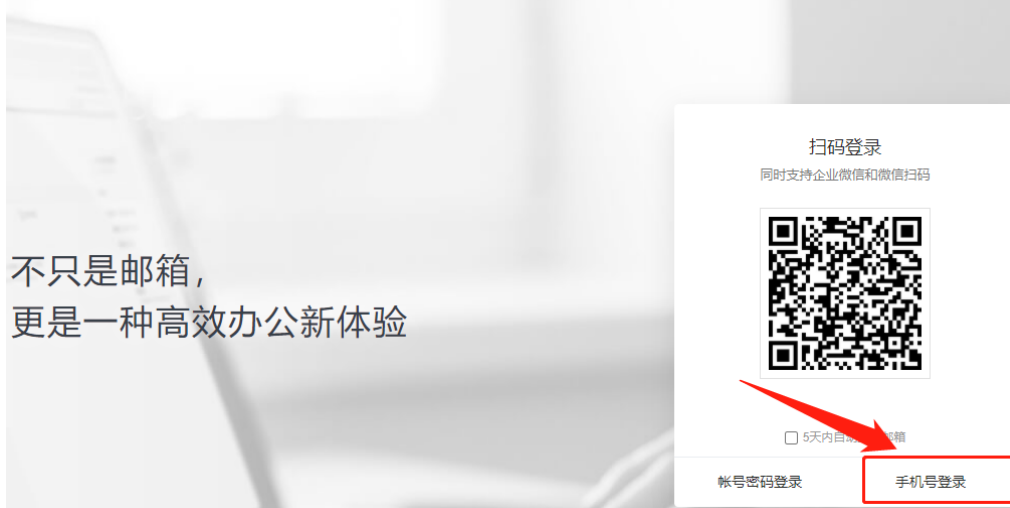 不只是邮箱，
更是一种高效办公新体验
扫码登录
同时支持企业微信和微信扫码
5天内自动
邮箱
帐号密码登录
手机号登录